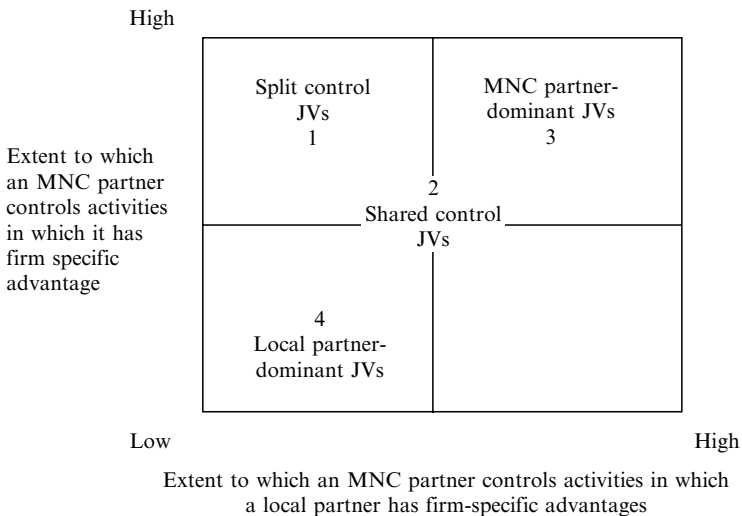 High
Split control
JVs
1
MNC partner-
dominant JVs
3
Extent to which
an MNC partner
controls activities
in which it has
firm specific
advantage
2
Shared control
JVs
4
Local partner-
dominant JVs
Low
High
Extent to which an MNC partner controls activities in which
a local partner has firm-specific advantages